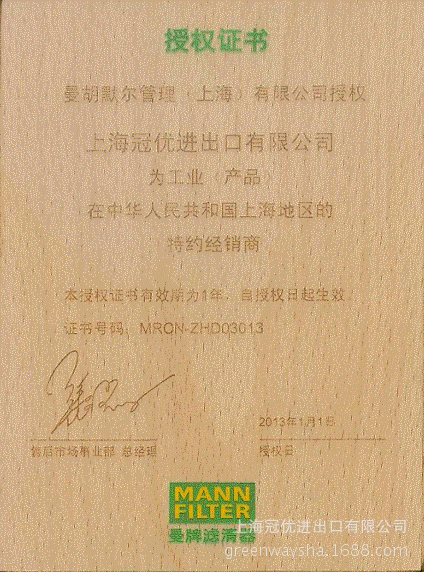 授权证书
曼胡默尔管理（上海）有限公司授权
上海冠优进出口有限公司
为工业（产品）
在中华人民共和国上海地区的
特约经销商
本授权证书有效期为1年，自授权日起生效。
证书号码：MRCN-ZHD03013
2013年1月1日
售后市场事业部 总经理
授权日
MANN
FILTER
曼牌滤清器
上海冠优进出口有限公司
greenwaysha.1688.com